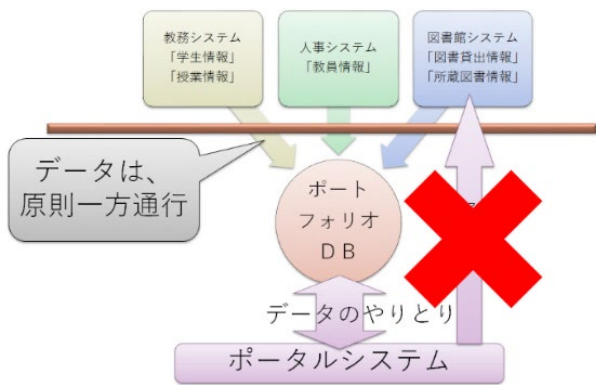 教務システム
「学生情報」
「授業情報」
人事システム
「教員情報」
図書館システム
「図書貸出情報」
「所蔵図書情報」
データは、
原則一方通行
ポート
フォリオ
ＤＢ
データのやりとり
ポータルシステム